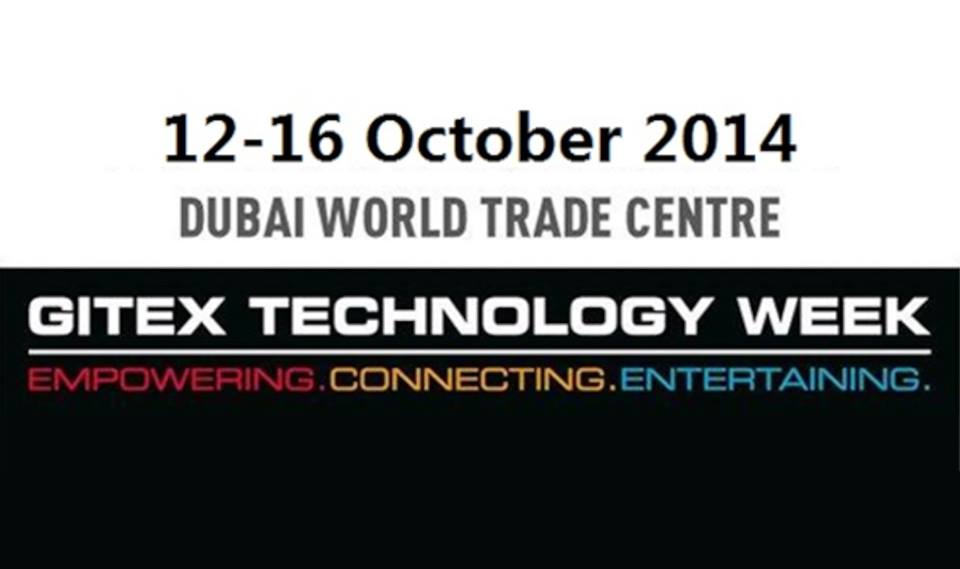 12-16 October 2014
DUBAI WORLD TRADE CENTRE
GITEX TECHNOLOGY WEEK
EMPOWERING.CONNECTING.ENTERTAINING.